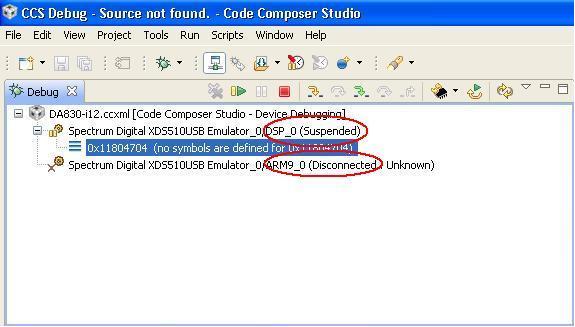 CCS Debug - Source not found. - Code Composer Studio
File Edit View Project Tools Run Scripts Window Help
Debug
DA830-i12.ccxml [Code Composer Studio - Device Debugging]
Spectrum Digital XDS510USB Emulator_0/DSP_0 (Suspended)
0x11804704 (no symbols are defined for 0x11804704)
Spectrum Digital XDS510USB Emulator_0/ARM9_0 (Disconnected : Unknown)